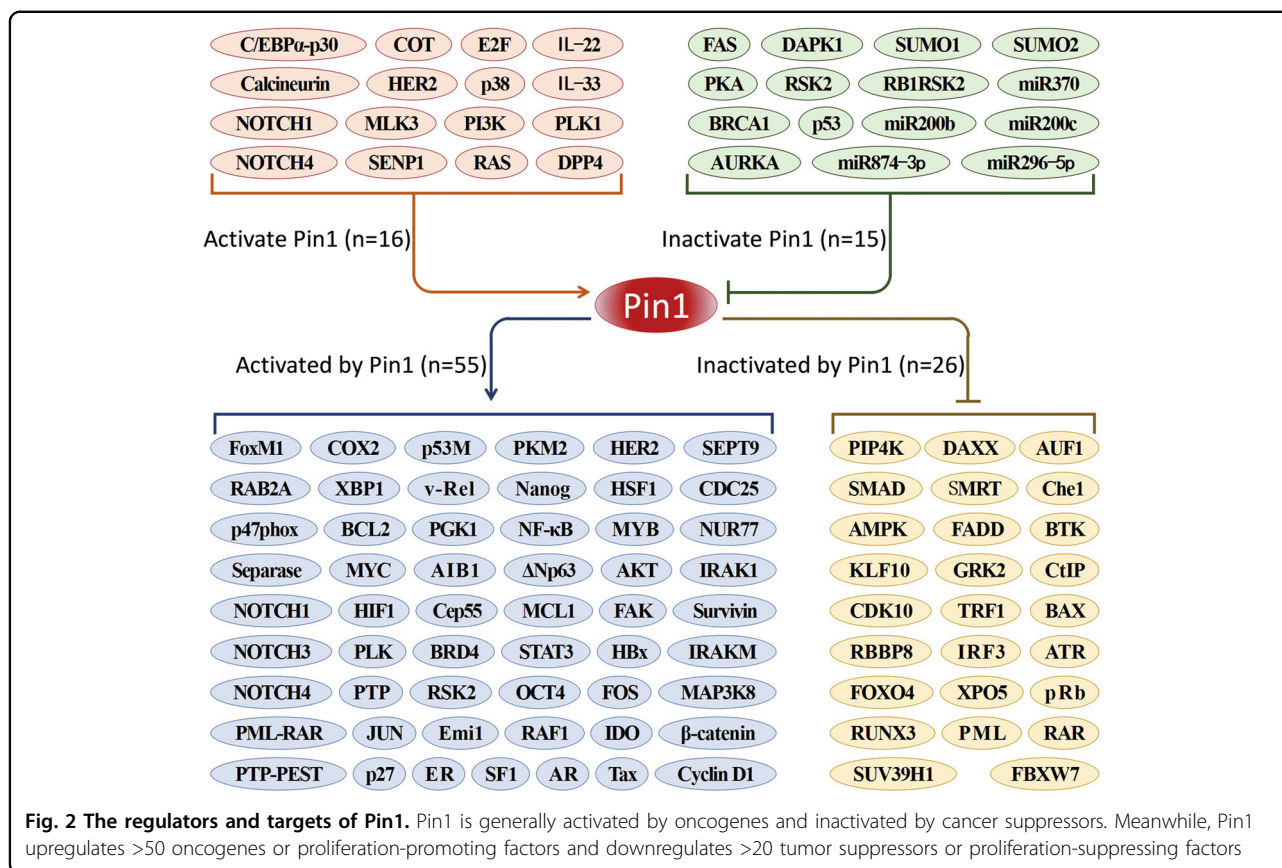 C/EBPα-p30 COT E2F IL-22
Calcineurin HER2 p38 IL-33
NOTCH1 MLK3 PI3K PLK1
NOTCH4 SENP1 RAS DPP4
FAS DAPK1 SUMO1 SUMO2
PKA RSK2 RB1RSK2 miR370
BRCA1 p53 miR200b miR200c
AURKA miR874-3p miR296-5p
Activate Pin1 (n=16)
Inactivate Pin1 (n=15)
Pin1
Activated by Pin1 (n=55)
Inactivated by Pin1 (n=26)
FoxM1 COX2 p53M PKM2 HER2 SEPT9
RAB2A XBP1 v-Rel Nanog HSF1 CDC25
p47phox BCL2 PGK1 NF-κB MYB NUR77
Separase MYC AIB1 ΔNp63 AKT IRAK1
NOTCH1 HIF1 Cep55 MCL1 FAK Survivin
NOTCH3 PLK BRD4 STAT3 HBx IRAKM
NOTCH4 PTP RSK2 OCT4 FOS MAP3K8
PML-RAR JUN Emi1 RAF1 IDO β-catenin
PTP-PEST p27 ER SF1 AR Tax Cyclin D1
PIP4K DAXX AUF1
SMAD SMRT Che1
AMPK FADD BTK
KLF10 GRK2 CtIP
CDK10 TRF1 BAX
RBBP8 IRF3 ATR
FOXO4 XPO5 pRb
RUNX3 PML RAR
SUV39H1 FBXW7
Fig. 2 The regulators and targets of Pin1. Pin1 is generally activated by oncogenes and inactivated by cancer suppressors. Meanwhile, Pin1
upregulates >50 oncogenes or proliferation-promoting factors and downregulates >20 tumor suppressors or proliferation-suppressing factors